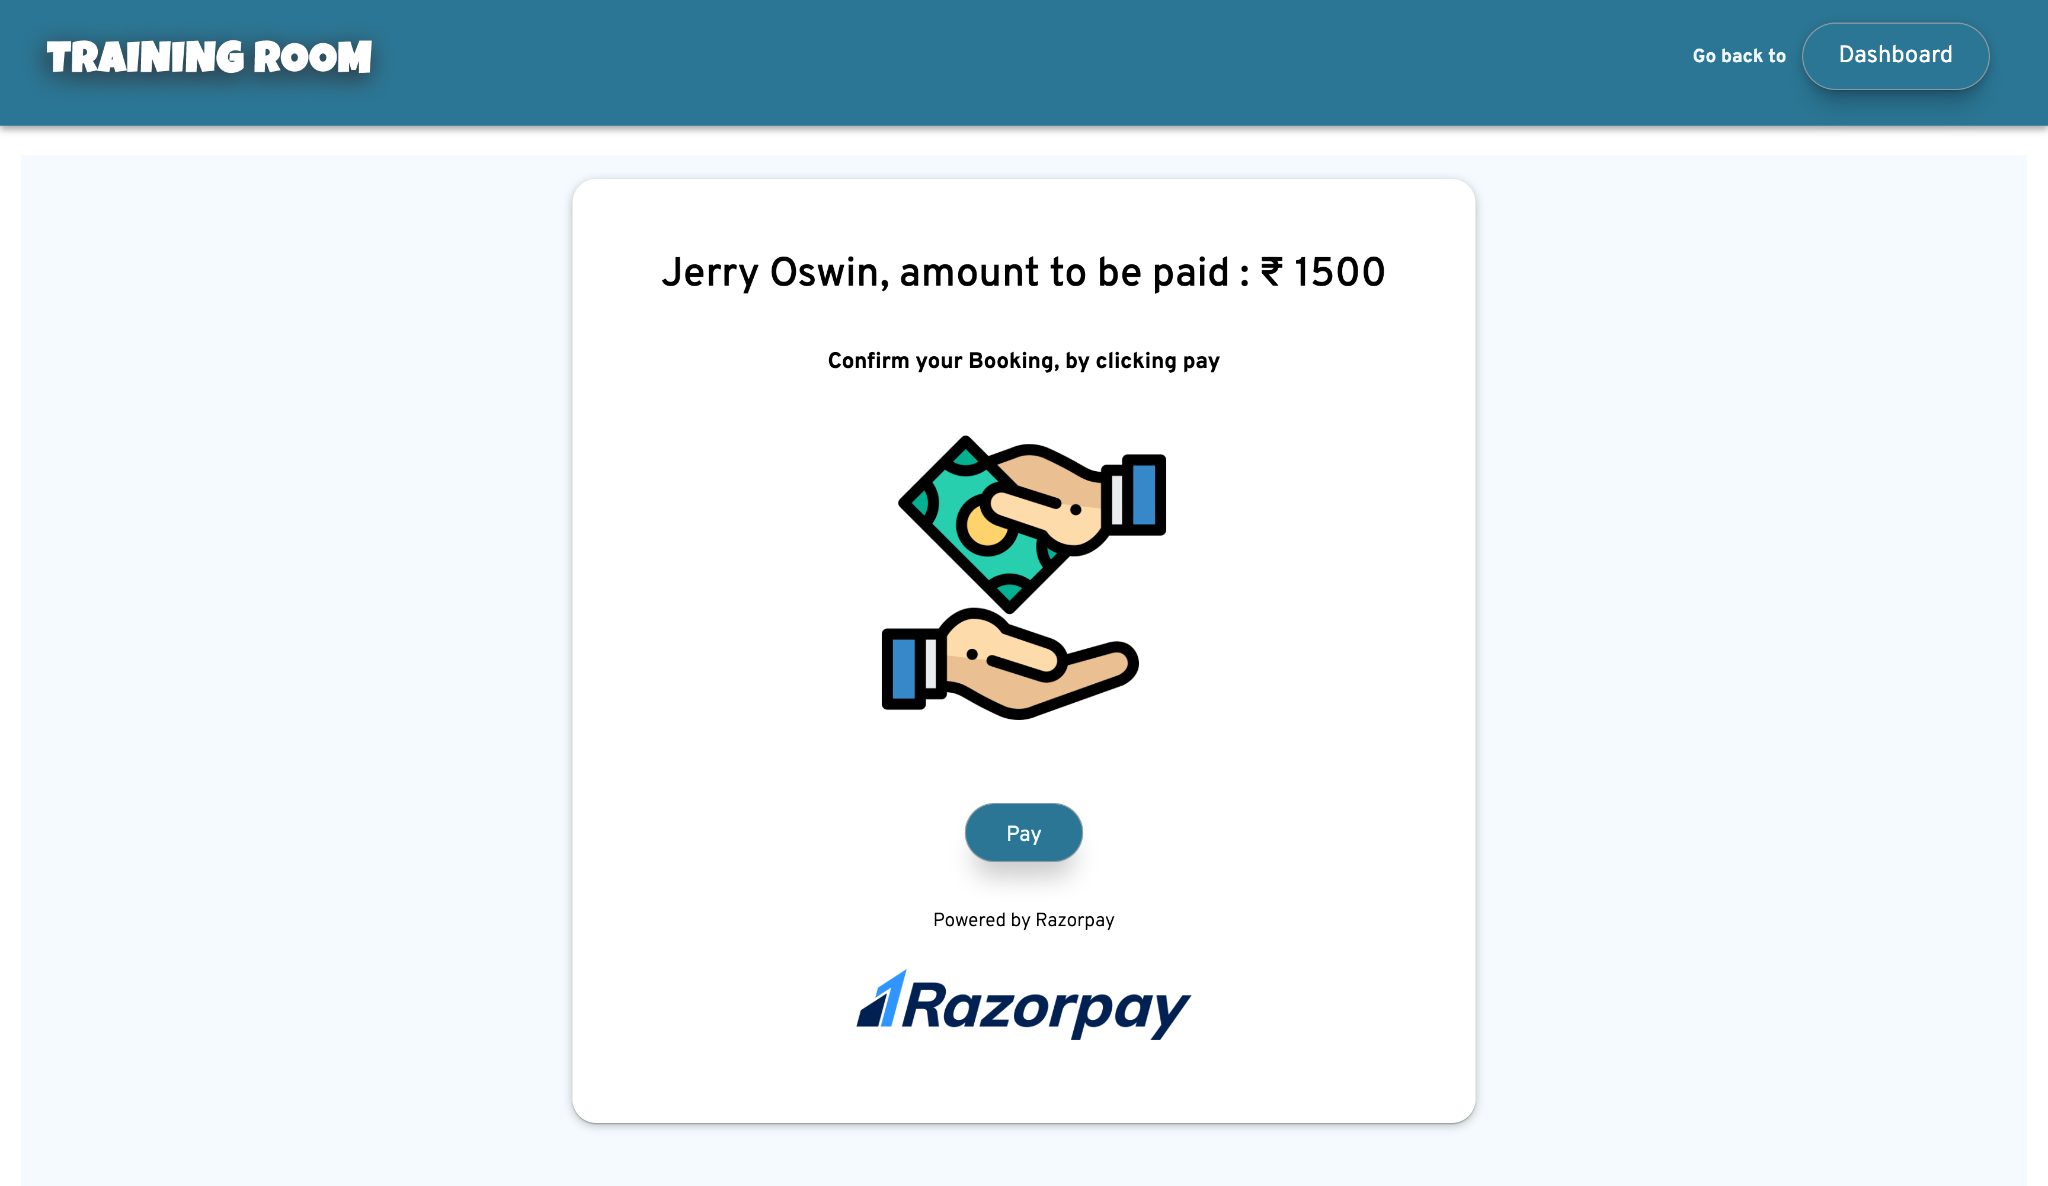 TRAINING ROOM
Go back to Dashboard
Jerry Oswin, amount to be paid : ₹ 1500
Confirm your Booking, by clicking pay
Pay
Powered by Razorpay
Razorpay